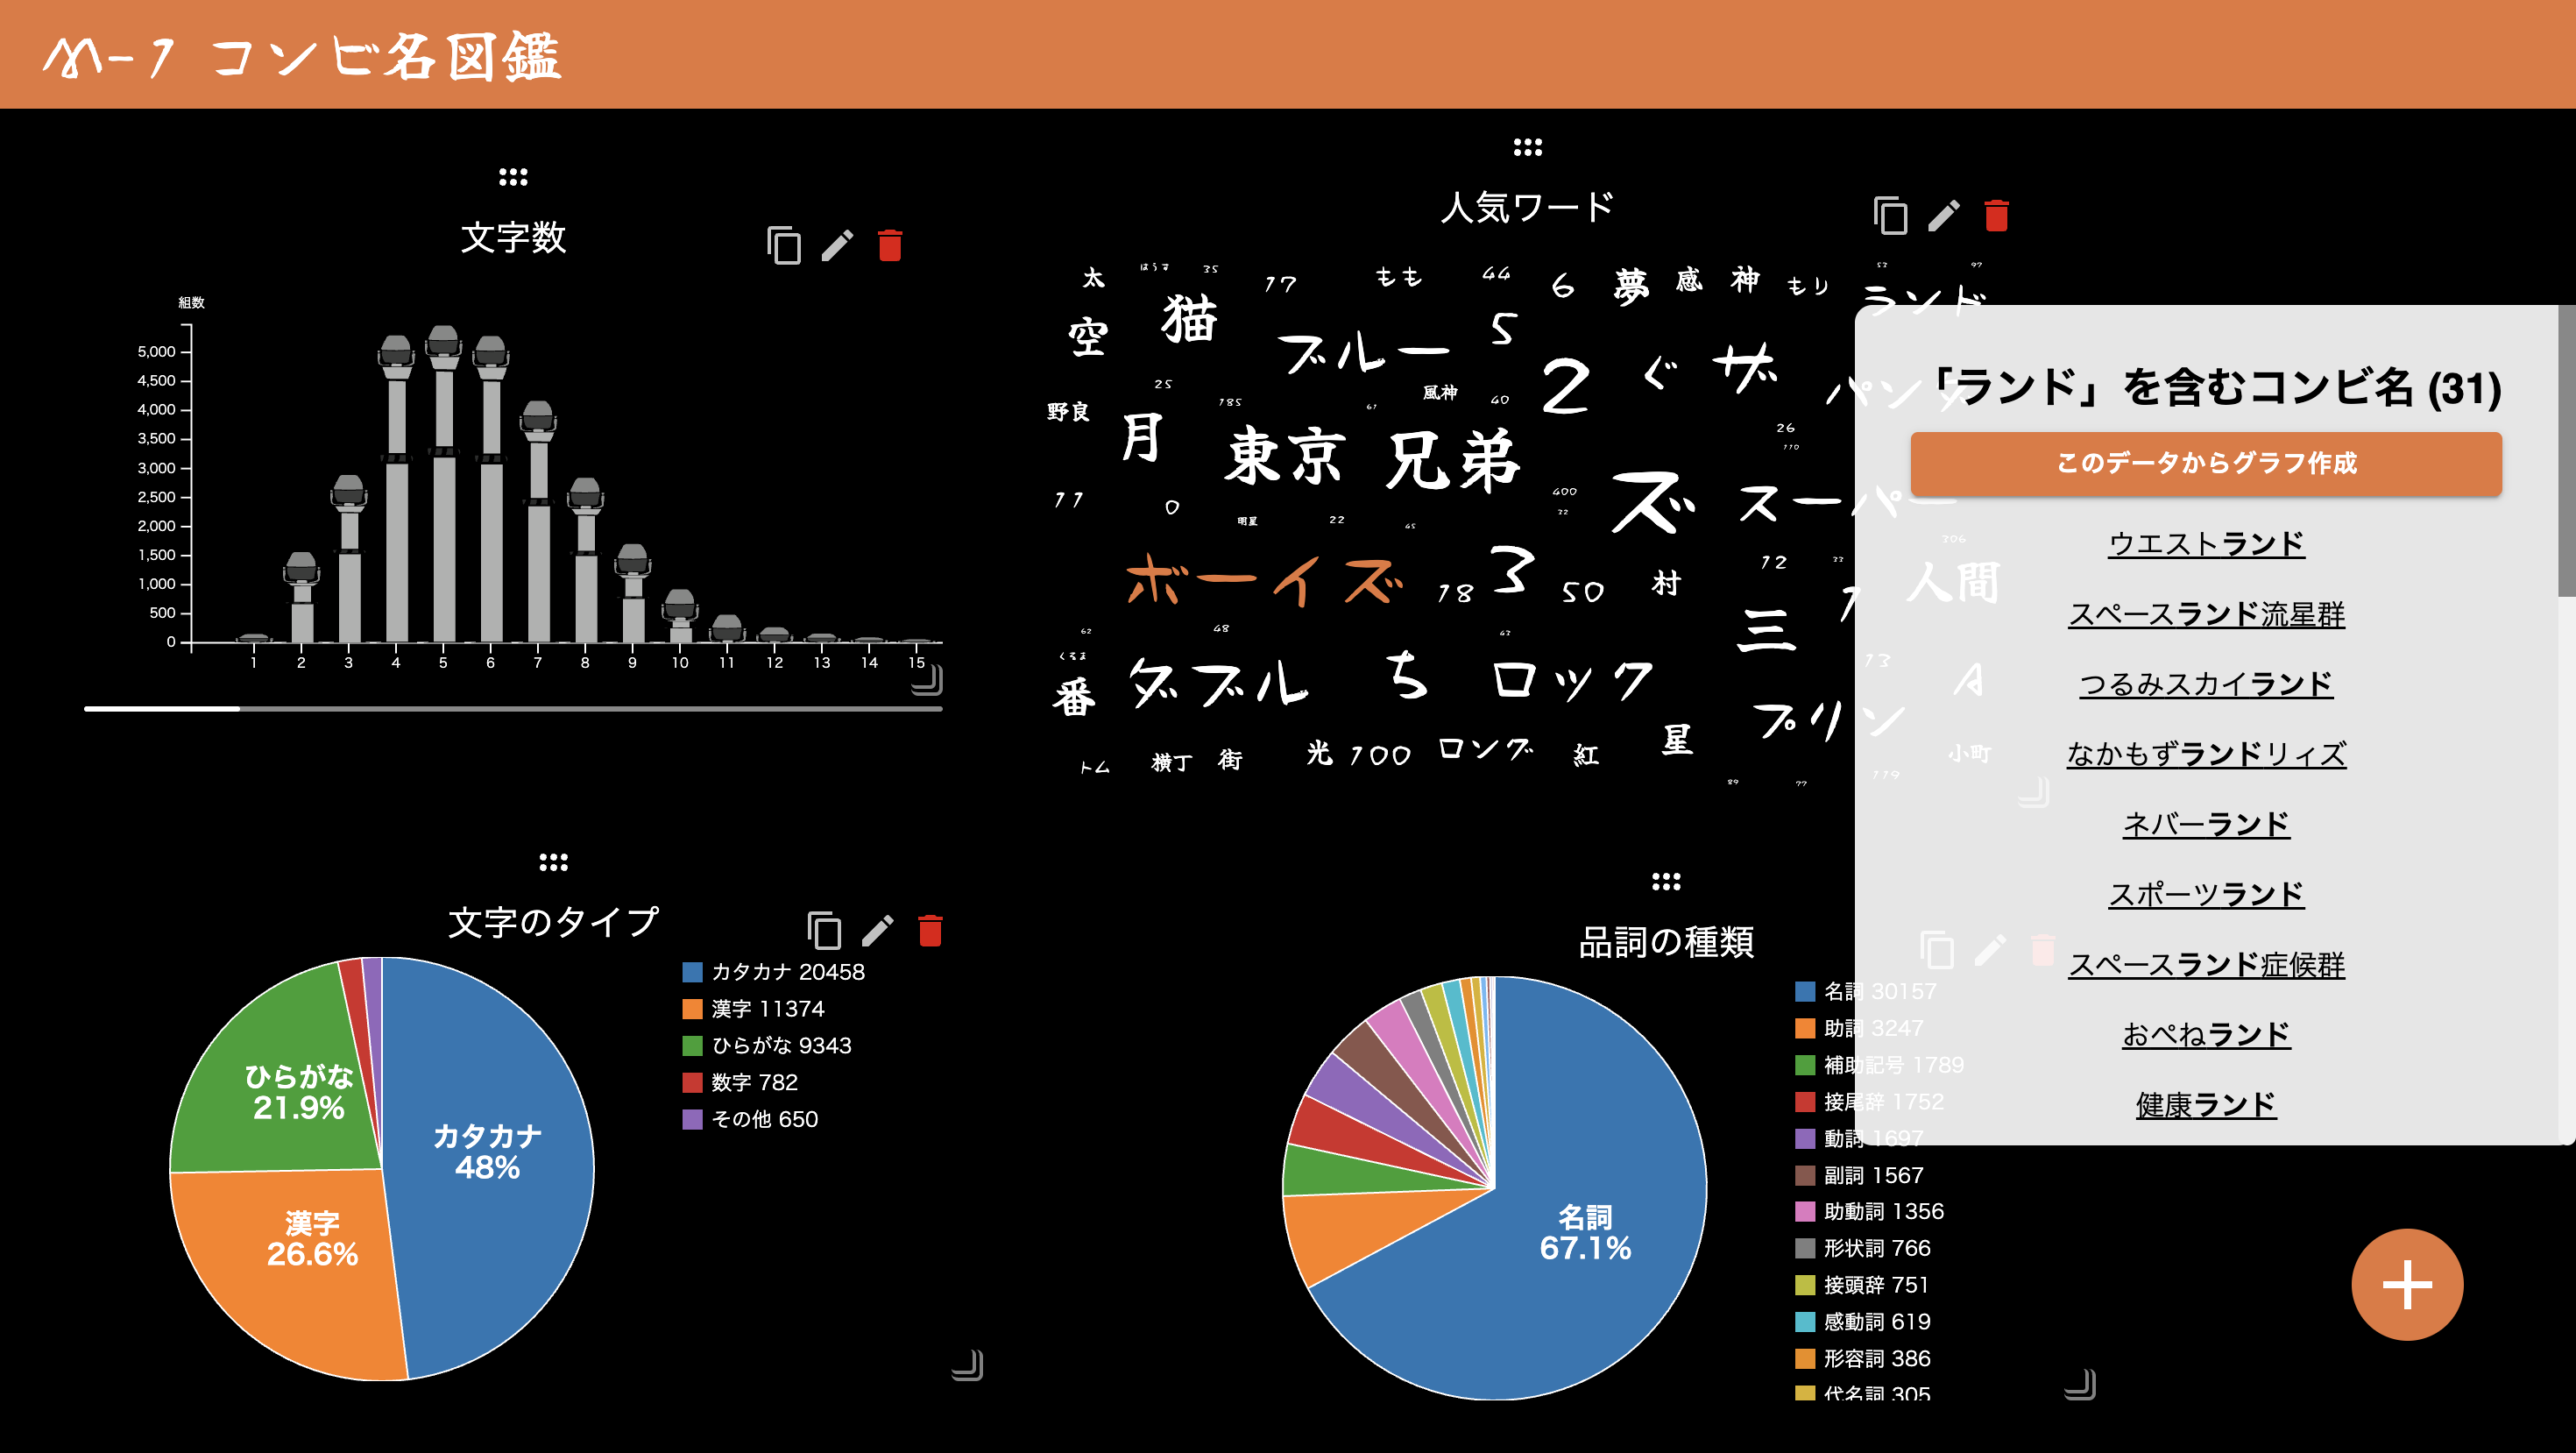 M-1 コンビ名図鑑
文字数
組数
5,000
4,500
4,000
3,500
3,000
2,500
2,000
1,500
1,000
500
0
1 2 3 4 5 6 7 8 9 10 11 12 13 14 15
人気ワード
太 はうす 35 17 もも 44 6 夢 感 神 もり 53 97
ランド
空 猫 ブルー 5
2 ぐ ザ パンダ
25 風神
野良 月 185 61 40 26
110
東京 兄弟
11 0 400 ズ スーパー
32
明星 22 45
206
ボーイズ 18 3 50 村 12 33 1 人間
三
62 48 43
くるま 13
番 ダブル ち ロック A
プリン
トム 横丁 街 光 100 ロング 紅 星 小町
89 77 119
「ランド」を含むコンビ名 (31)
このデータからグラフ作成
ウエストランド
スペースランド流星群
つるみスカイランド
なかもずランドリィズ
ネバーランド
スポーツランド
スペースランド症候群
おぺねランド
健康ランド
文字のタイプ
カタカナ 20458
漢字 11374
ひらがな 9343
数字 782
その他 650
ひらがな
21.9%
カタカナ
48%
漢字
26.6%
品詞の種類
名詞 30157
助詞 3247
補助記号 1789
接尾辞 1752
動詞 1697
副詞 1567
助動詞 1356
形状詞 766
接頭辞 751
感動詞 619
形容詞 386
代名詞 305
名詞
67.1%